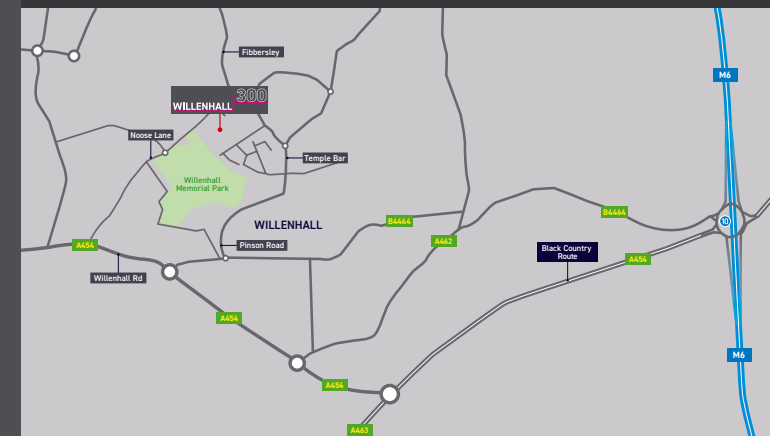 Fibbersley
M6
300
WILLENHALL
Noose Lane
Temple Bar
Willenhall
Memorial Park
B4464
B4464
10
WILLENHALL
A454
Pinson Road
A462
Black Country
Route
A454
Willenhall Rd
A454
M6
A454
A463